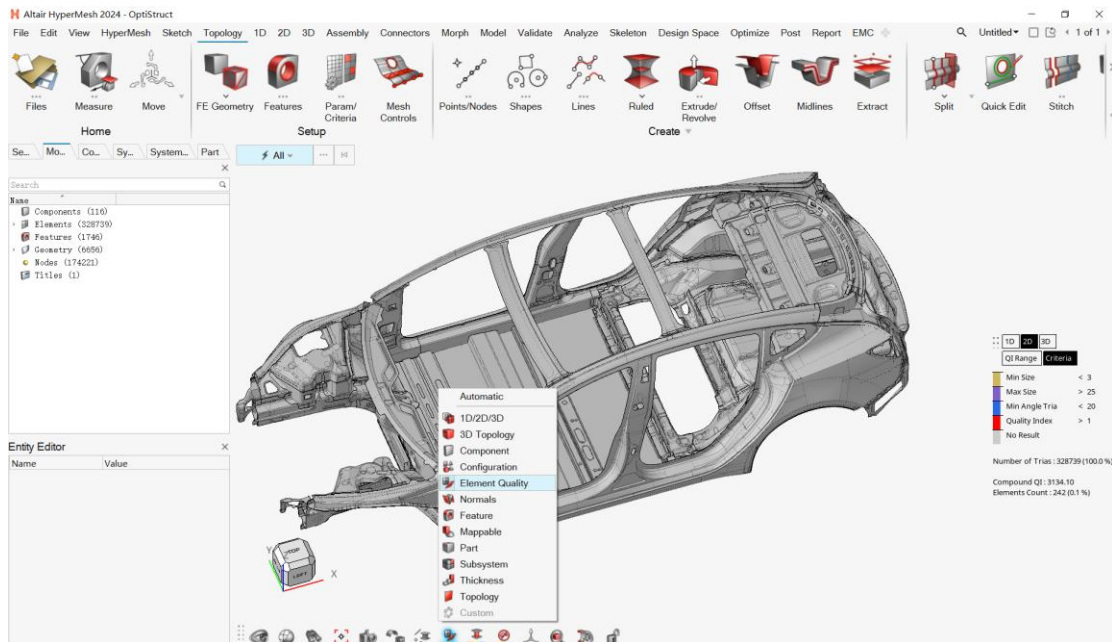 Altair HyperMesh 2024 - OptiStruct
File Edit View HyperMesh Sketch Topology 1D 2D 3D Assembly Connectors Morph Model Validate Analyze Skeleton Design Space Optimize Post Report EMC Untitled 1 of 1
Files Measure Move FE Geometry Features Param/ Criteria Mesh Controls Points/Nodes Shapes Lines Ruled Extrude/ Revolve Offset Midlines Extract Split Quick Edit Stitch
Home Setup Create
Se... Mo... Co... Sy... System... Part
All
Search
Name
Components (116)
Elements (328739)
Features (1746)
Geometry (6656)
Nodes (174221)
Titles (1)
Entity Editor
Name Value
Automatic
1D/2D/3D
3D Topology
Component
Configuration
Element Quality
Normals
Feature
Mappable
Part
Subsystem
Thickness
Topology
Custom
Y TOP
LEFT X
1D 2D 3D
QI Range Criteria
Min Size < 3
Max Size > 25
Min Angle Tria < 20
Quality Index > 1
No Result
Number of Trias : 328739 (100.0 %)
Compound QI : 3134.10
Elements Count : 242 (0.1 %)